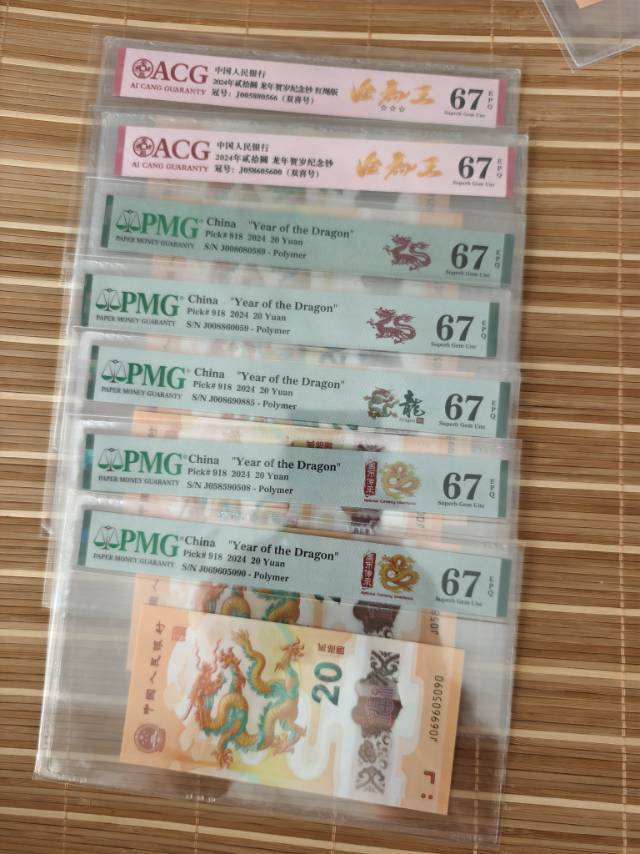 ACG
AI CANG GUARANTY
中国人民银行
2024年贰拾圆 龙年贺岁纪念钞 红绳版
冠号：J005880566（双喜号）
67 EPQ
Superb Gem Unc
ACG
AI CANG GUARANTY
中国人民银行
2024年贰拾圆 龙年贺岁纪念钞
冠号：J058605600（双喜号）
67 EPQ
Superb Gem Unc
PMG
PAPER MONEY GUARANTY
China "Year of the Dragon"
Pick# 918 2024 20 Yuan
S/N J008080589 - Polymer
67 EPQ
Superb Gem Unc
PMG
PAPER MONEY GUARANTY
China "Year of the Dragon"
Pick# 918 2024 20 Yuan
S/N J008860059 - Polymer
67 EPQ
Superb Gem Unc
PMG
PAPER MONEY GUARANTY
China "Year of the Dragon"
Pick# 918 2024 20 Yuan
S/N J008690885 - Polymer
龍
Dragon
67 EPQ
Superb Gem Unc
PMG
PAPER MONEY GUARANTY
China "Year of the Dragon"
Pick# 918 2024 20 Yuan
S/N J058590508 - Polymer
67 EPQ
Superb Gem Unc
PMG
PAPER MONEY GUARANTY
China "Year of the Dragon"
Pick# 918 2024 20 Yuan
S/N J069605090 - Polymer
67 EPQ
Superb Gem Unc
中国人民银行
20
贰拾圆
J069605090